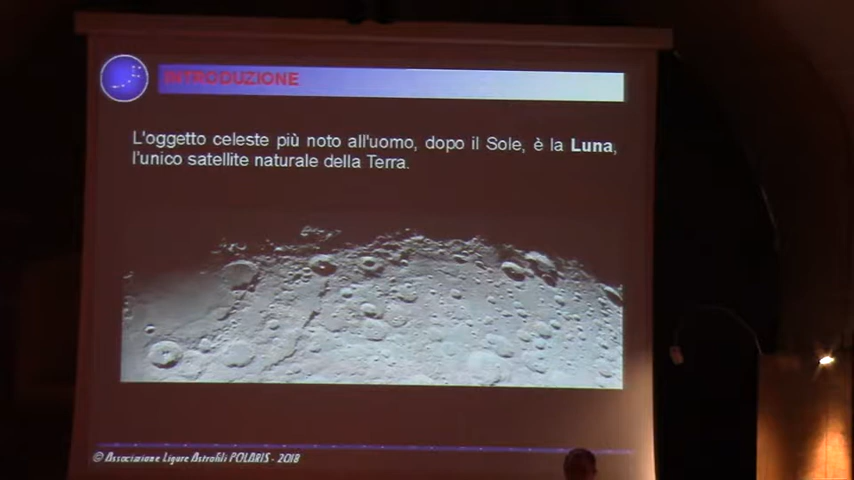 INTRODUZIONE
L'oggetto celeste più noto all'uomo, dopo il Sole, è la Luna,
l'unico satellite naturale della Terra.
© Associazione Ligure Astrofili POLARIS - 2018